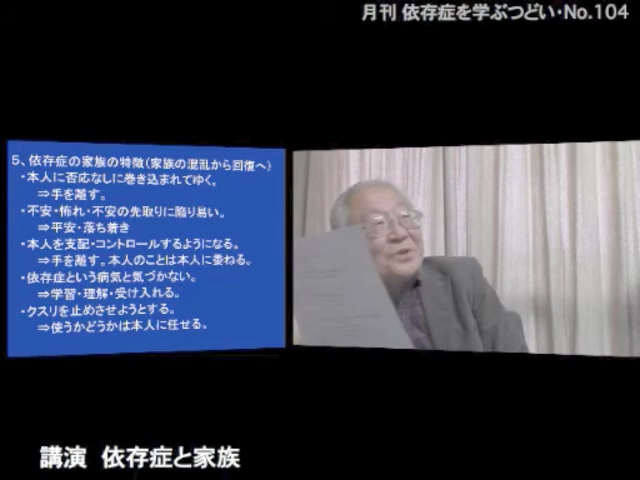 月刊 依存症を学ぶつどい・No.104
5、依存症の家族の特徴(家族の混乱から回復へ)
・本人に否応なしに巻き込まれてゆく。
⇒手を離す。
・不安・怖れ・不安の先取りに陥り易い。
⇒平安・落ち着き
・本人を支配・コントロールするようになる。
⇒手を離す。本人のことは本人に委ねる。
・依存症という病気と気づかない。
⇒学習・理解・受け入れる。
・クスリを止めさせようとする。
⇒使うかどうかは本人に任せる。
講演 依存症と家族